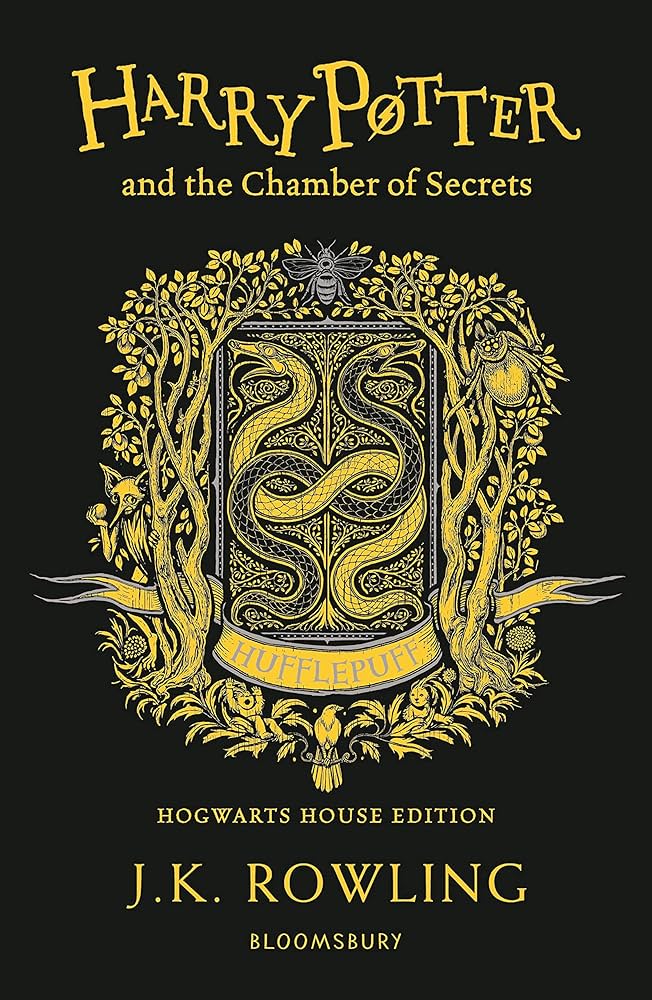 HARRY POTTER
and the Chamber of Secrets
HUFFLEPUFF
HOGWARTS HOUSE EDITION
J.K. ROWLING
BLOOMSBURY